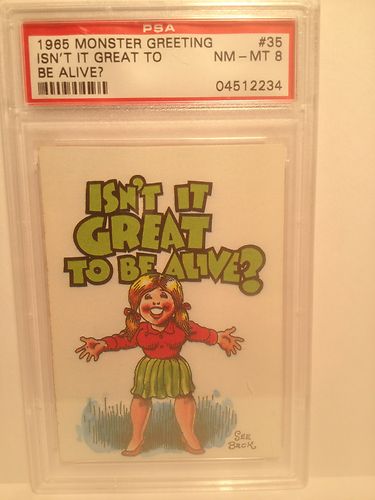 PSA
1965 MONSTER GREETING #35
ISN'T IT GREAT TO NM-MT 8
BE ALIVE?
04512234
ISN'T IT
GREAT
TO BE ALIVE?
SEE
BACK